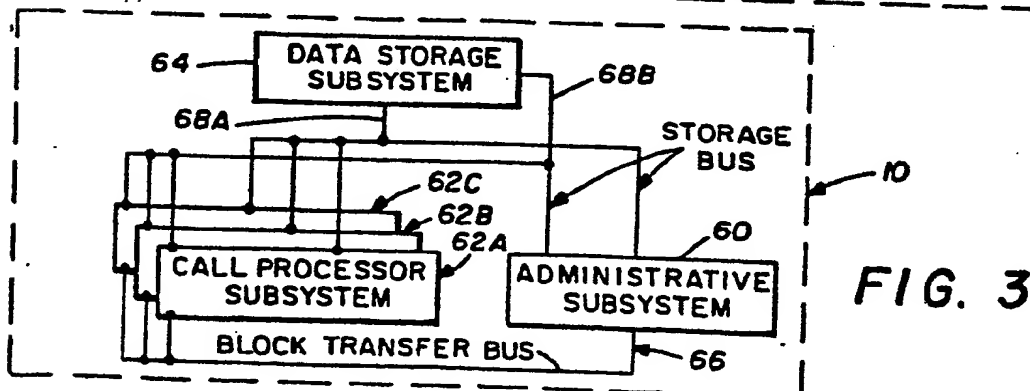 64
DATA STORAGE
SUBSYSTEM
68B
68A
STORAGE
BUS
10
62C
62B
62A
60
CALL PROCESSOR
SUBSYSTEM
ADMINISTRATIVE
SUBSYSTEM
FIG. 3
BLOCK TRANSFER BUS
66